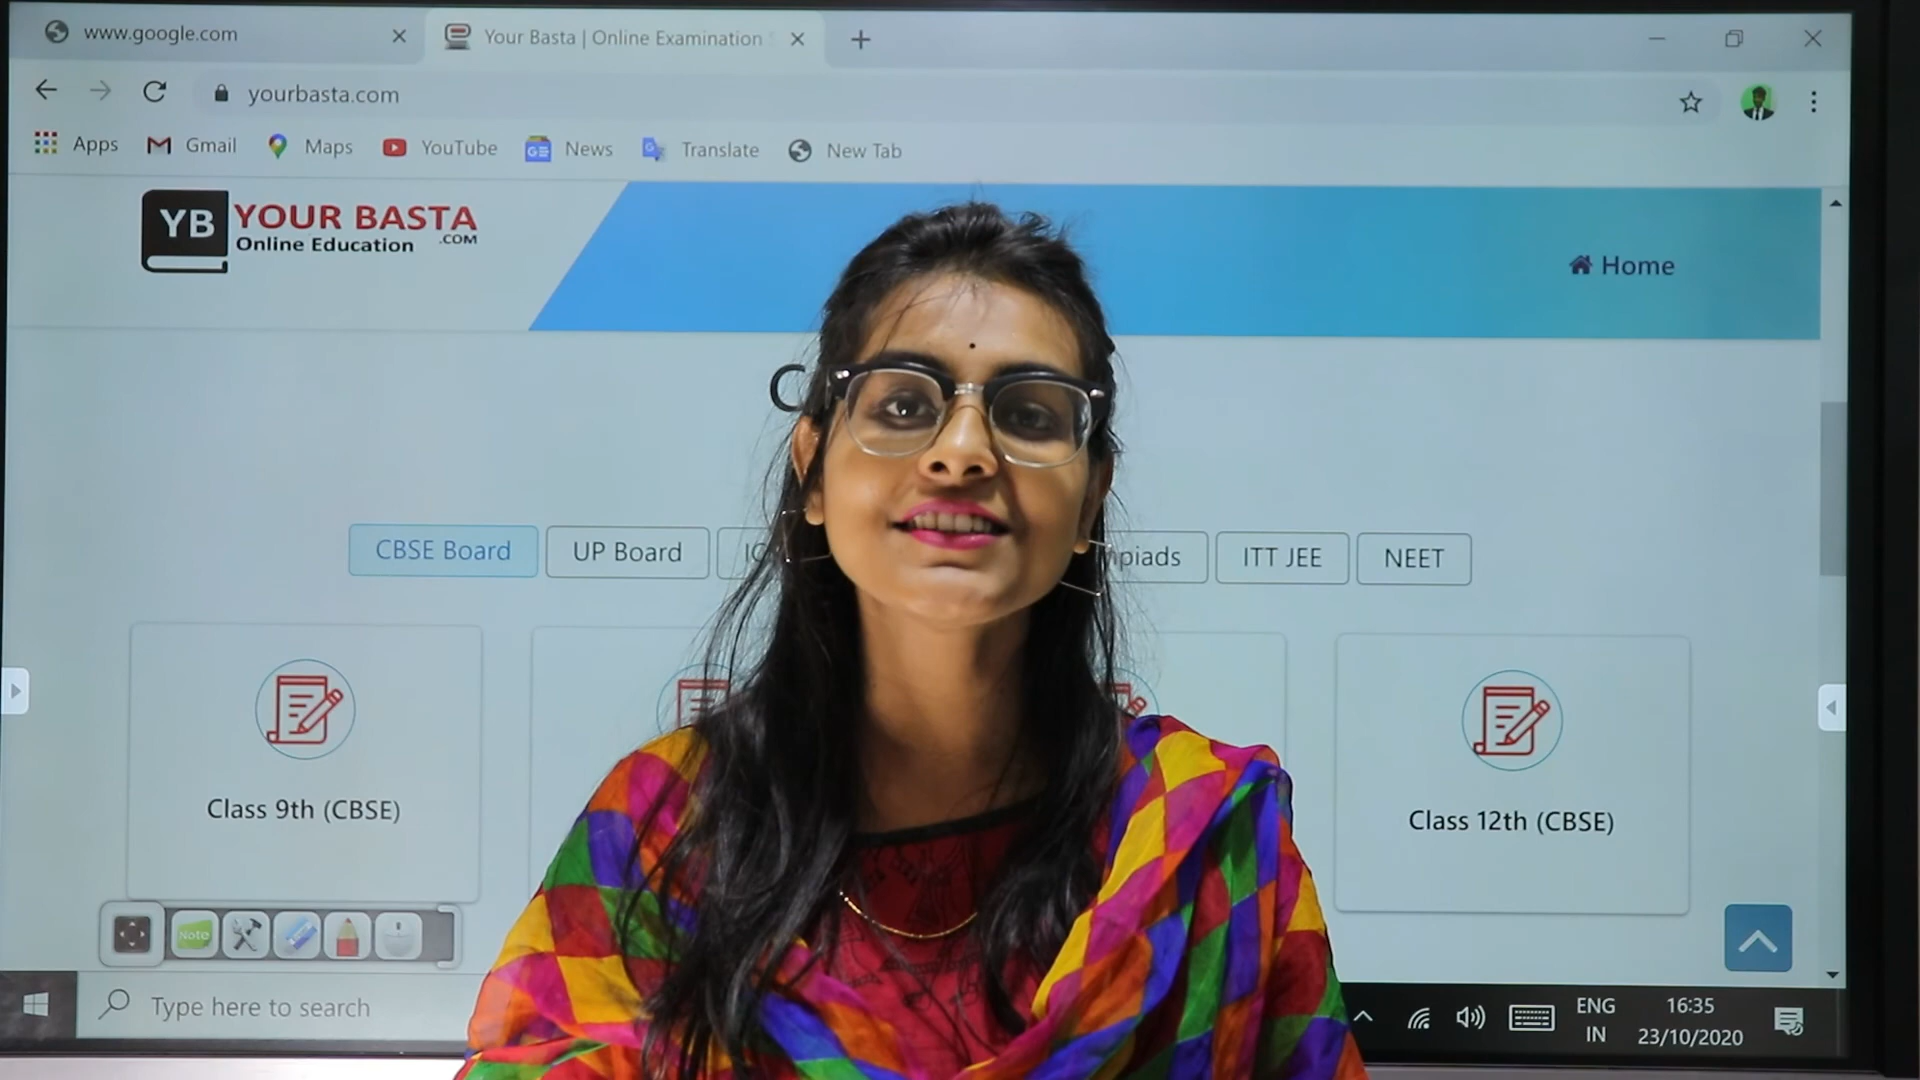 www.google.com
Your Basta | Online Examination
yourbasta.com
Apps Gmail Maps YouTube News Translate New Tab
YB YOUR BASTA
Online Education .COM
Home
CBSE Board UP Board ITT JEE NEET
Class 9th (CBSE)
Class 12th (CBSE)
Note
Type here to search
ENG
IN
16:35
23/10/2020